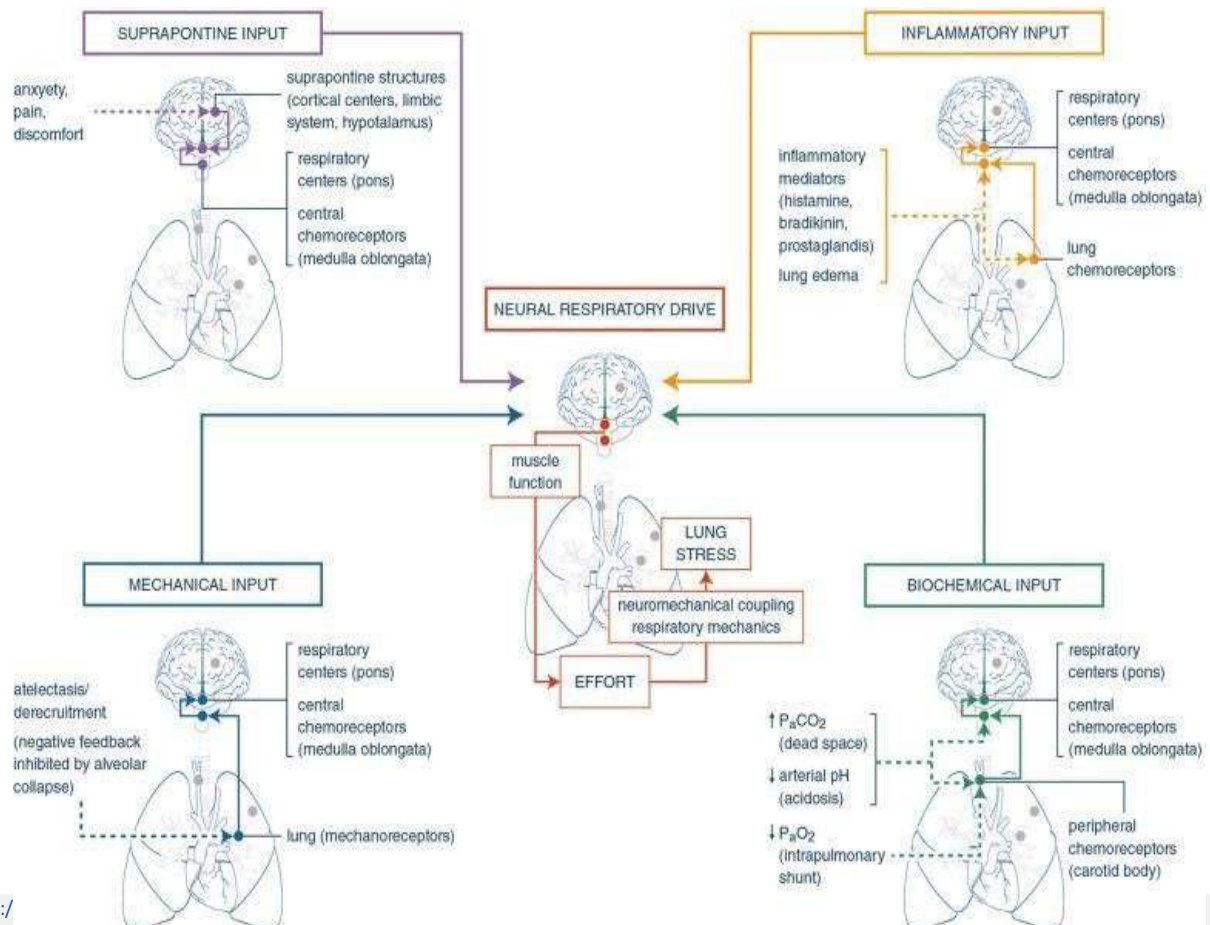 SUPRAPONTINE INPUT
anxyety,
pain,
discomfort
suprapontine structures
(cortical centers, limbic
system, hypotalamus)
respiratory
centers (pons)
central
chemoreceptors
(medulla oblongata)
INFLAMMATORY INPUT
inflammatory
mediators
(histamine,
bradikinin,
prostaglandis)
lung edema
respiratory
centers (pons)
central
chemoreceptors
(medulla oblongata)
lung
chemoreceptors
NEURAL RESPIRATORY DRIVE
muscle
function
LUNG
STRESS
neuromechanical coupling
respiratory mechanics
EFFORT
MECHANICAL INPUT
atelectasis/
derecruitment
(negative feedback
inhibited by alveolar
collapse)
respiratory
centers (pons)
central
chemoreceptors
(medulla oblongata)
lung (mechanoreceptors)
BIOCHEMICAL INPUT
↑ PaCO2
(dead space)
↓ arterial pH
(acidosis)
↓ PaO2
(intrapulmonary
shunt)
respiratory
centers (pons)
central
chemoreceptors
(medulla oblongata)
peripheral
chemoreceptors
(carotid body)
:/